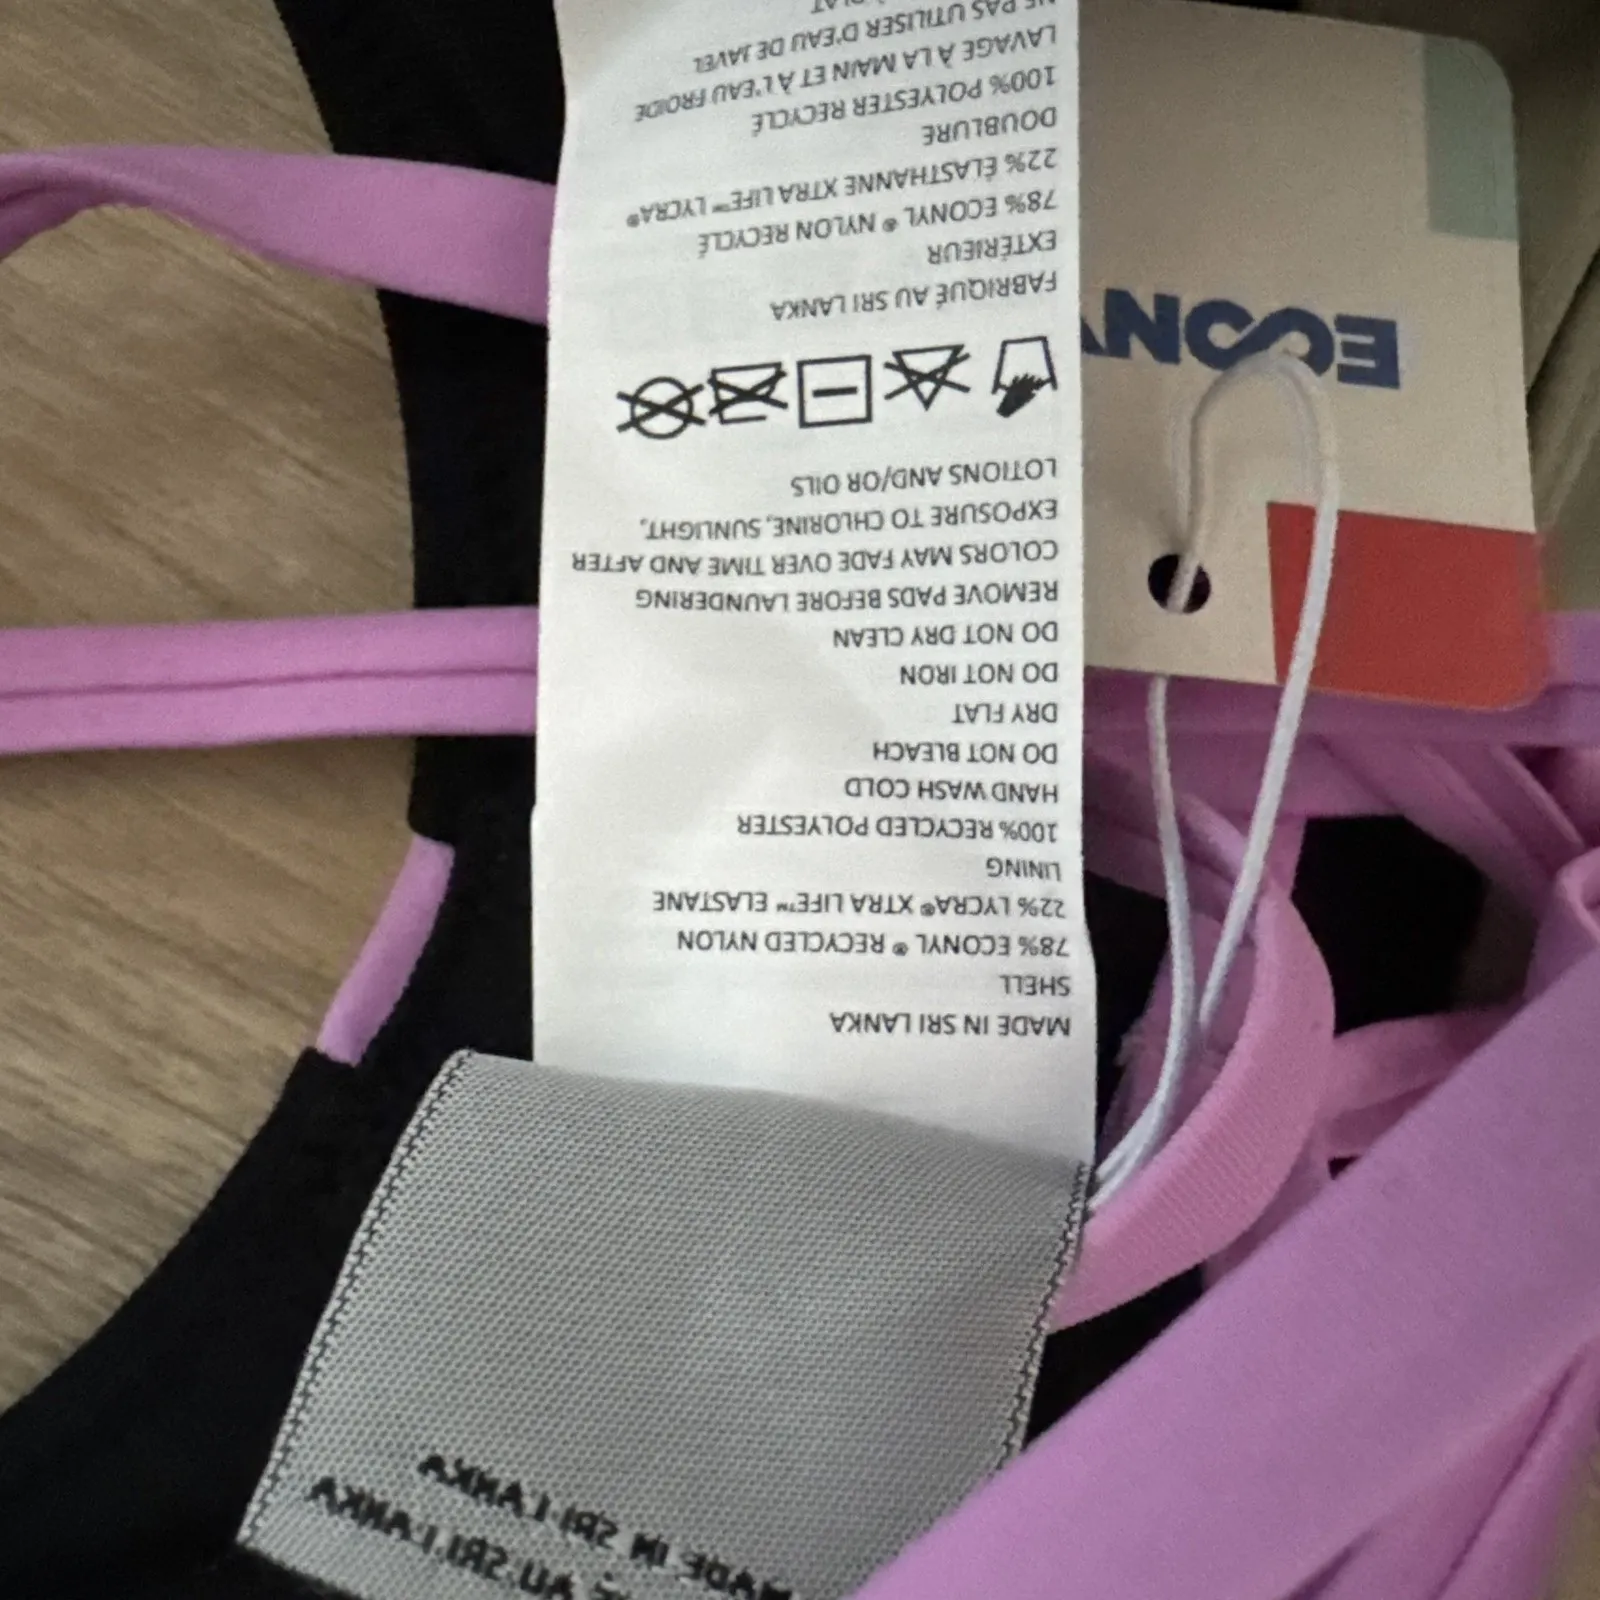 MADE IN SRI LANKA
SHELL
78% ECONYL® RECYCLED NYLON
22% LYCRA® XTRA LIFE™ ELASTANE
LINING
100% RECYCLED POLYESTER
HAND WASH COLD
DO NOT BLEACH
DRY FLAT
DO NOT IRON
DO NOT DRY CLEAN
REMOVE PADS BEFORE LAUNDERING
COLORS MAY FADE OVER TIME AND AFTER
EXPOSURE TO CHLORINE, SUNLIGHT,
LOTIONS AND/OR OILS
FABRIQUÉ AU SRI LANKA
EXTÉRIEUR
78% ECONYL® NYLON RECYCLÉ
22% ÉLASTHANNE XTRA LIFE™ LYCRA®
DOUBLURE
100% POLYESTER RECYCLÉ
LAVAGE À LA MAIN ET À L'EAU FROIDE
NE PAS UTILISER D'EAU DE JAVEL
ECONY
MADE IN SRI LANKA
AU SRI LANKA